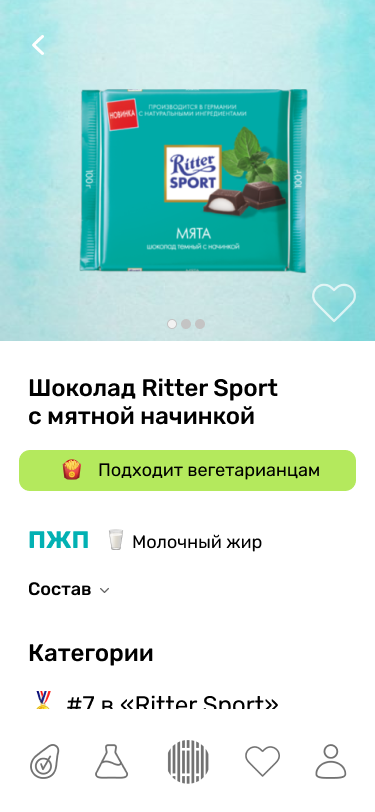 НОВИНКА
ПРОИЗВОДИТСЯ В ГЕРМАНИИ
С НАТУРАЛЬНЫМИ ИНГРЕДИЕНТАМИ
100г
100г
Ritter
SPORT
МЯТА
ШОКОЛАД ТЕМНЫЙ С НАЧИНКОЙ
Шоколад Ritter Sport
с мятной начинкой
Подходит вегетарианцам
ПЖП Молочный жир
Состав
Категории
#7 в «Ritter Sport»